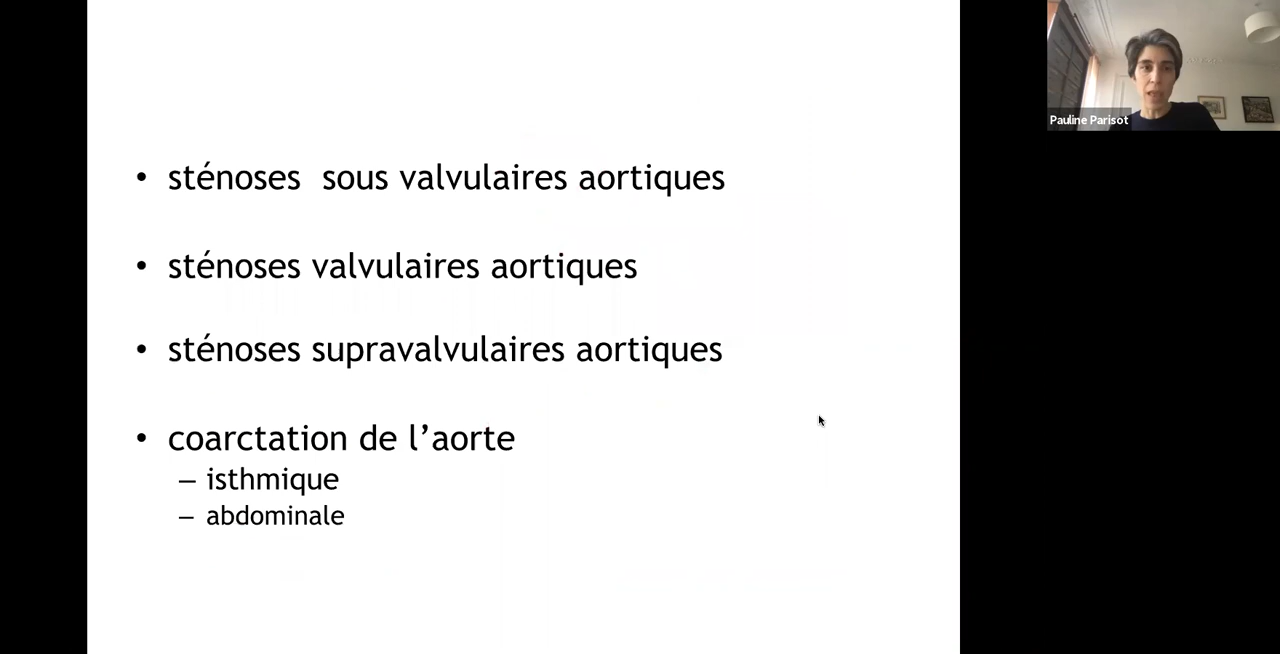 • sténoses  sous valvulaires aortiques
• sténoses valvulaires aortiques
• sténoses supravalvulaires aortiques
• coarctation de l’aorte
– isthmique
– abdominale
Pauline Parisot